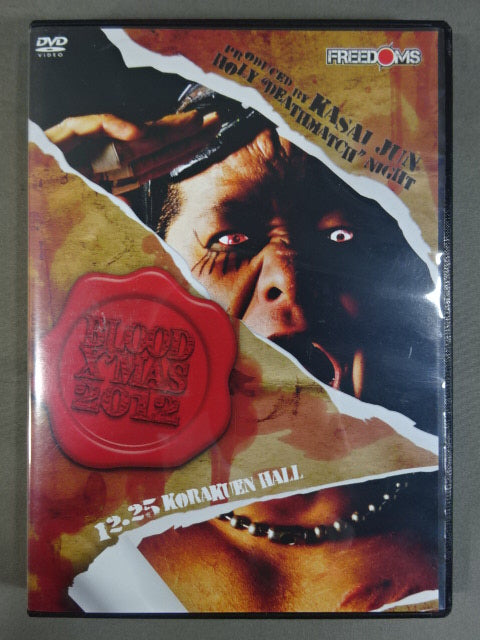 DVD
VIDEO
FREEDOMS
PRODUCED BY KASAI JUN
HOLY "DEATHMATCH" NIGHT
BLOOD
X'MAS
2012
12.25 KORAKUEN HALL